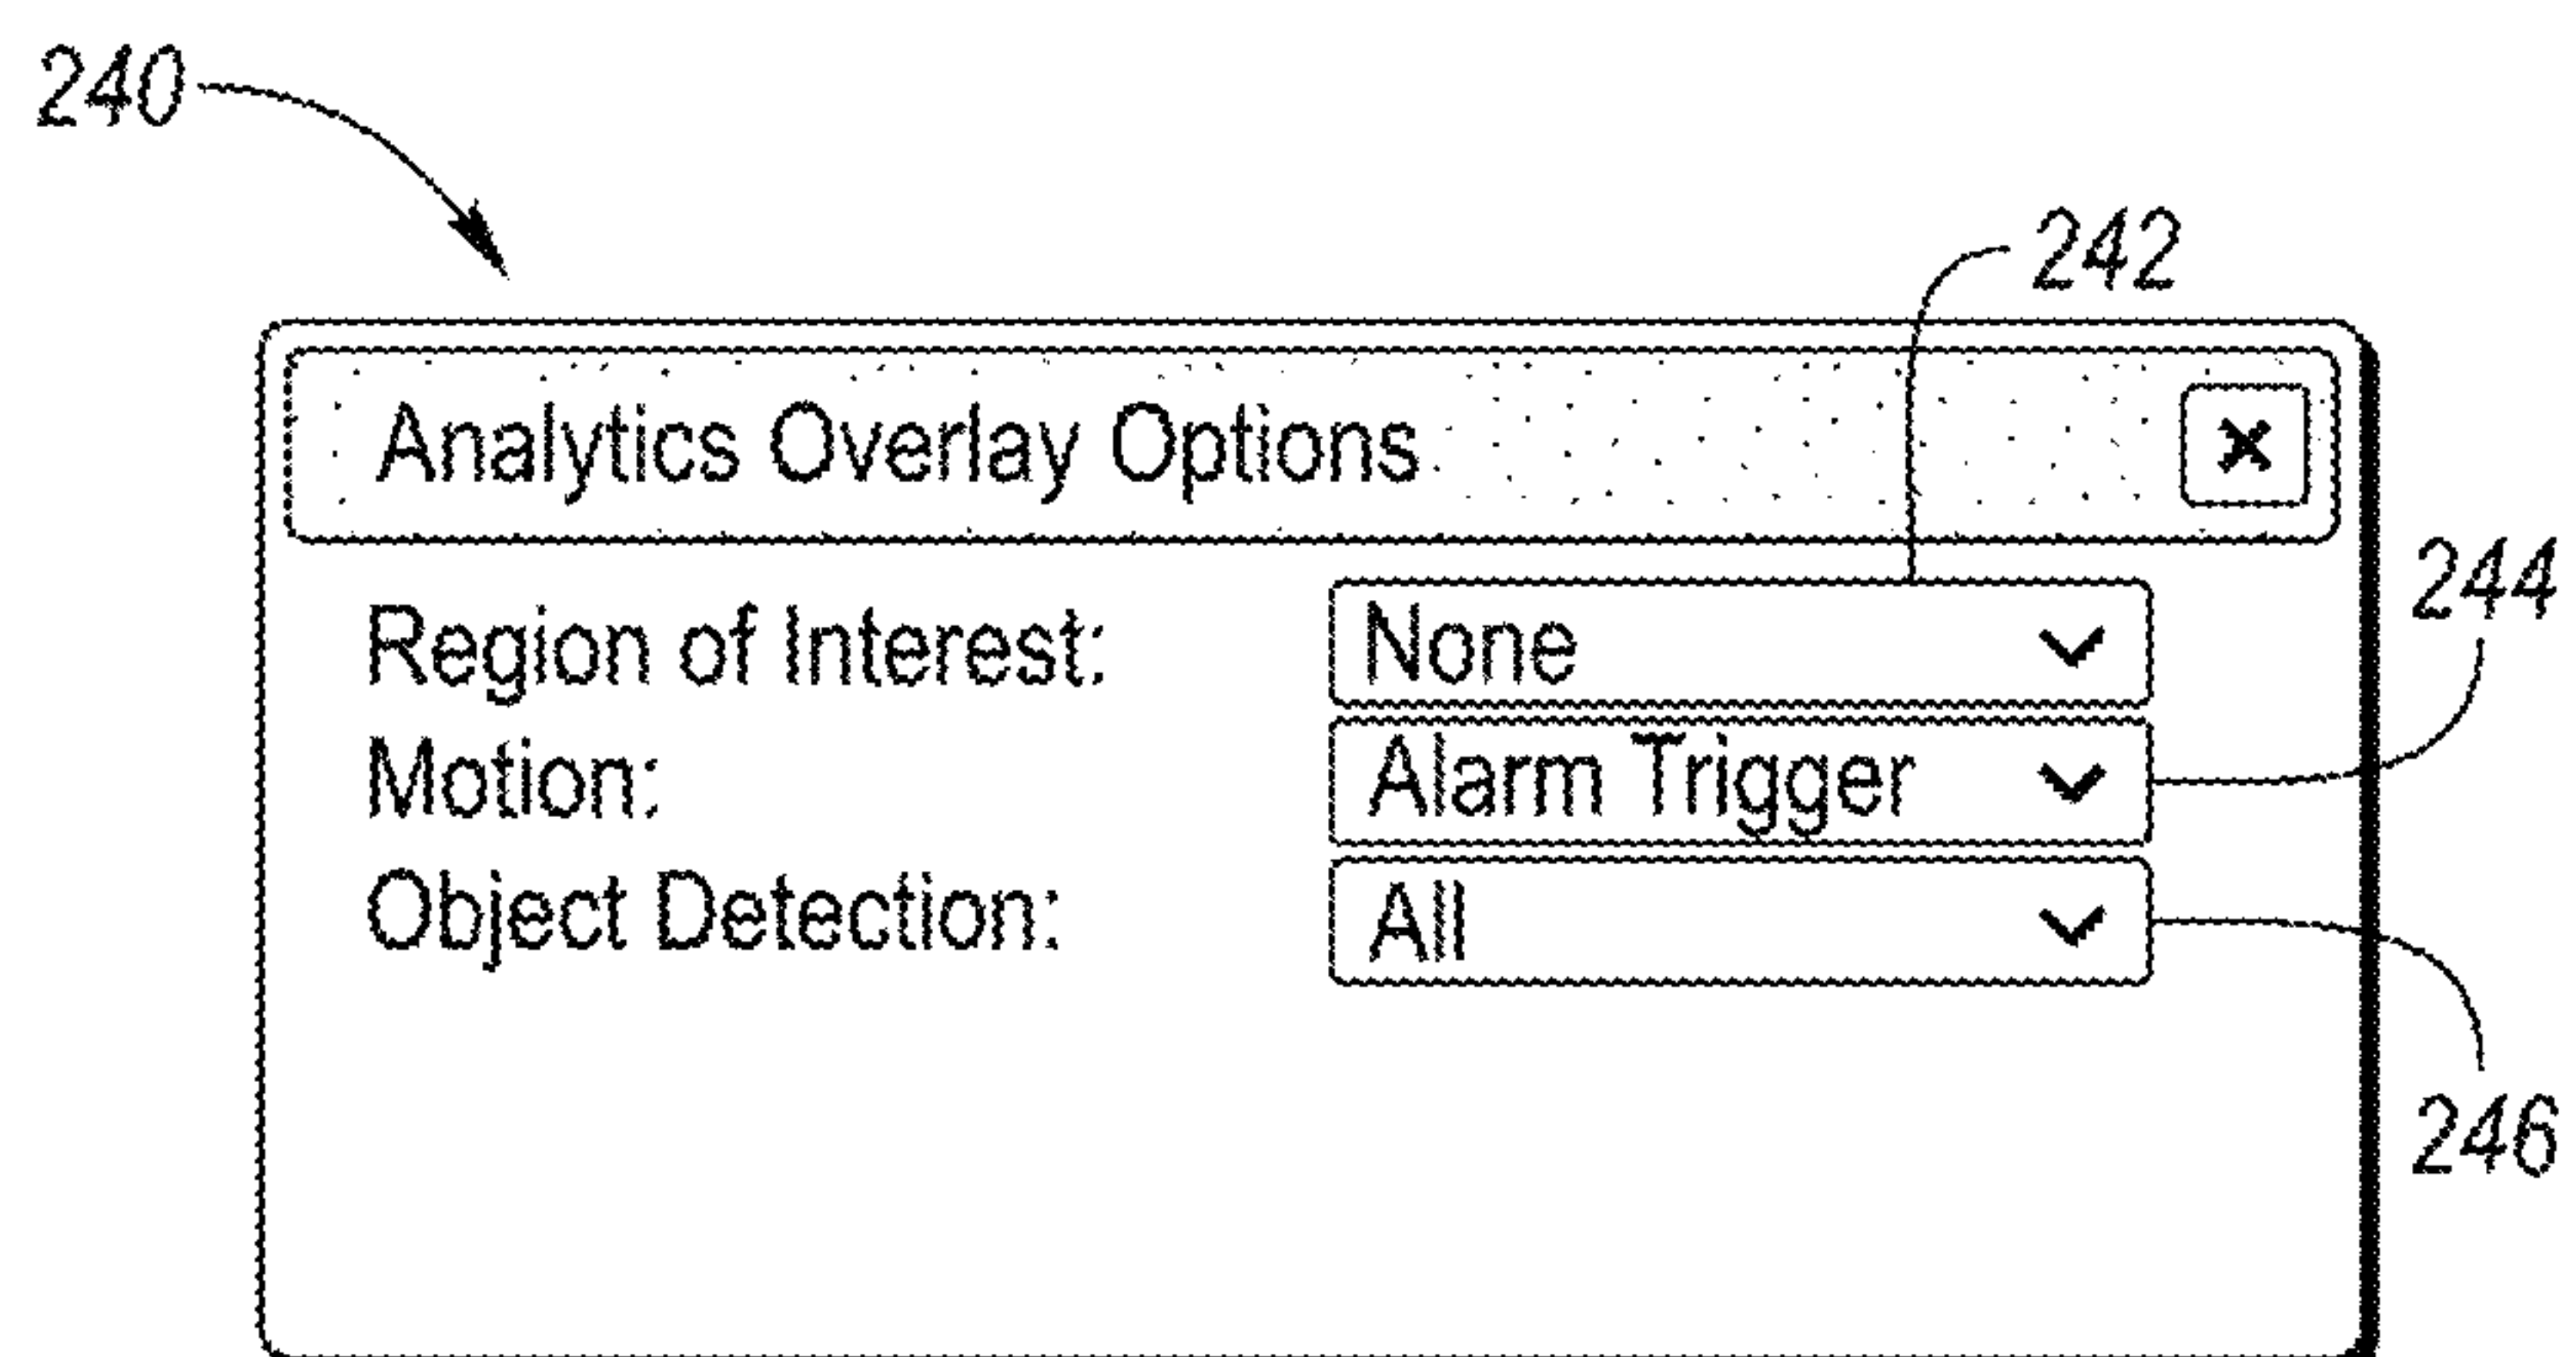 240
242
Analytics Overlay Options
244
Region of Interest: None
Motion: Alarm Trigger
Object Detection: All
246